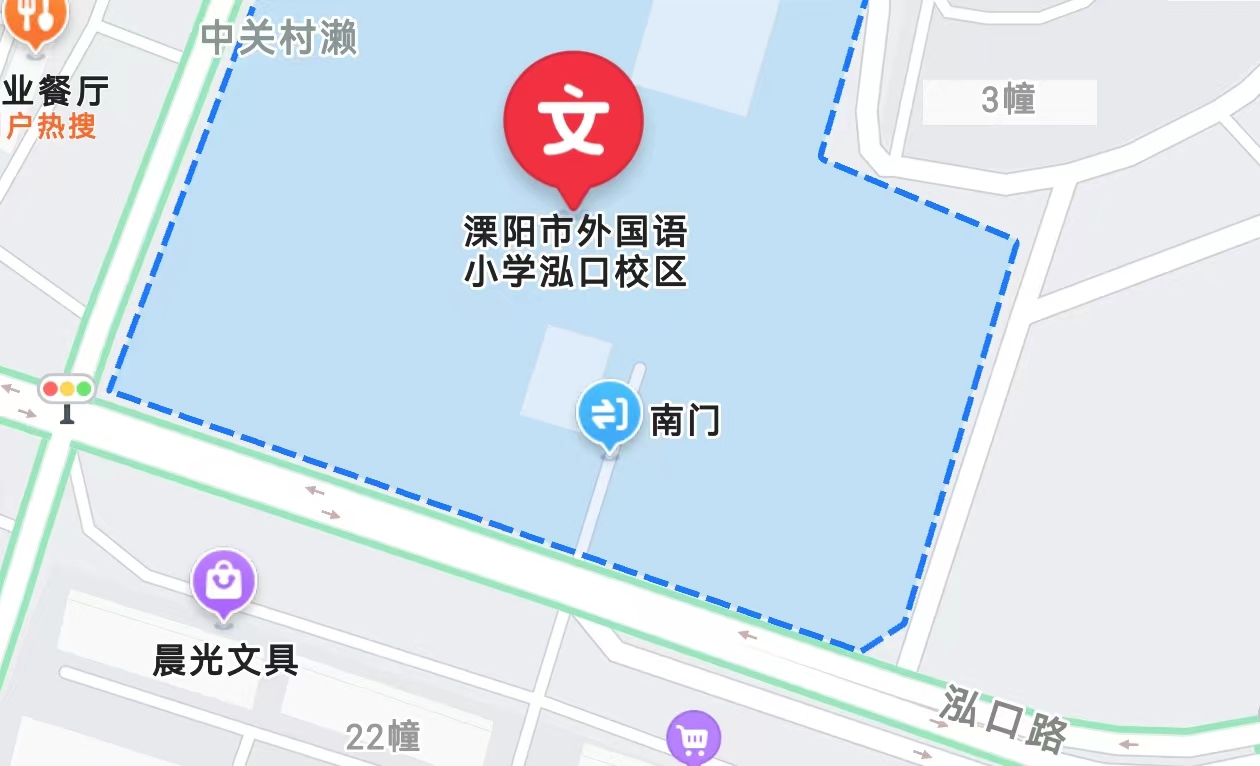 中关村濑
业餐厅
户热搜
文
3幢
溧阳市外国语
小学泓口校区
南门
晨光文具
22幢
泓口路